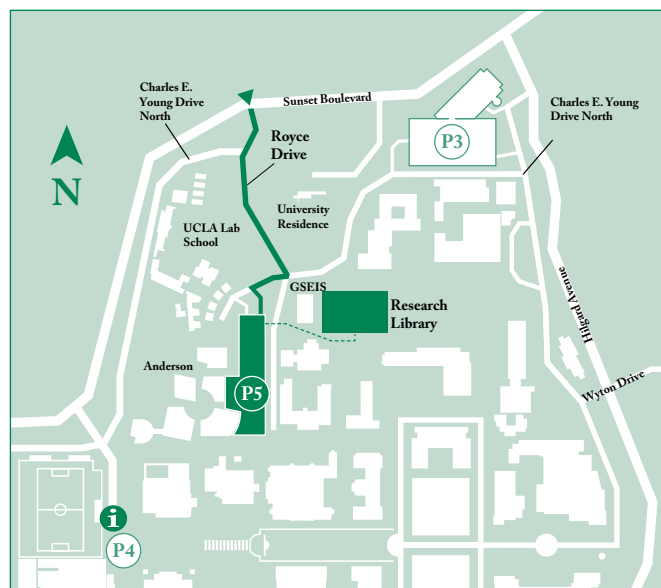 Charles E.
Young Drive
North
Sunset Boulevard
Charles E. Young
Drive North
P3
Royce
Drive
N
University
Residence
UCLA Lab
School
GSEIS
Research
Library
Hilgard Avenue
Anderson
P5
Wyton Drive
i
P4